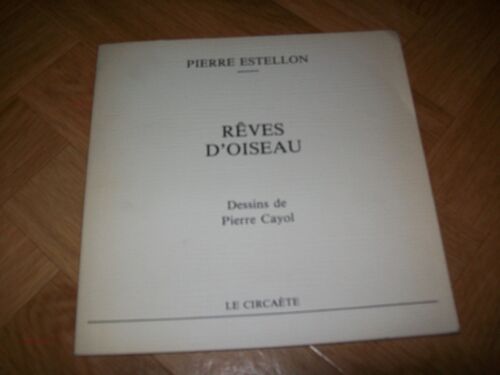 PIERRE ESTELLON
RÊVES
D'OISEAU
Dessins de
Pierre Cayol
LE CIRCAÈTE